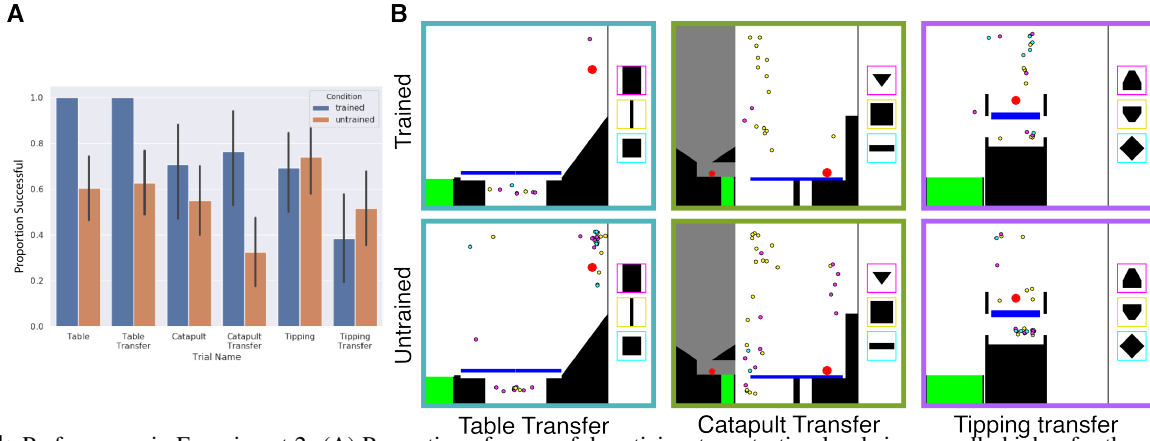 A
B
1.0
0.8
0.6
0.4
0.2
0.0
Proportion Successful
Condition
trained
untrained
Table
Table Transfer
Catapult
Catapult Transfer
Tipping
Tipping Transfer
Trial Name
Trained
Untrained
Table Transfer
Catapult Transfer
Tipping transfer